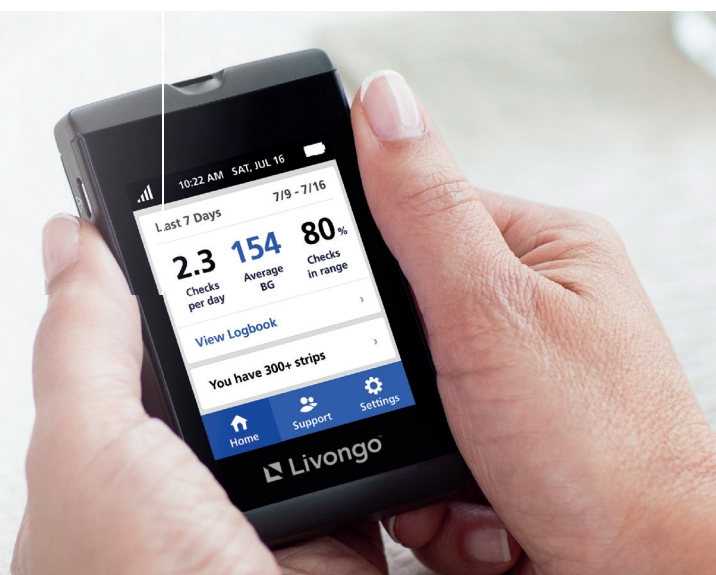 10:22 AM SAT, JUL 16
Last 7 Days 7/9 - 7/16
2.3 154 80%
Checks per day
Average BG
Checks in range
View Logbook
You have 300+ strips
Home Support Settings
Livongo